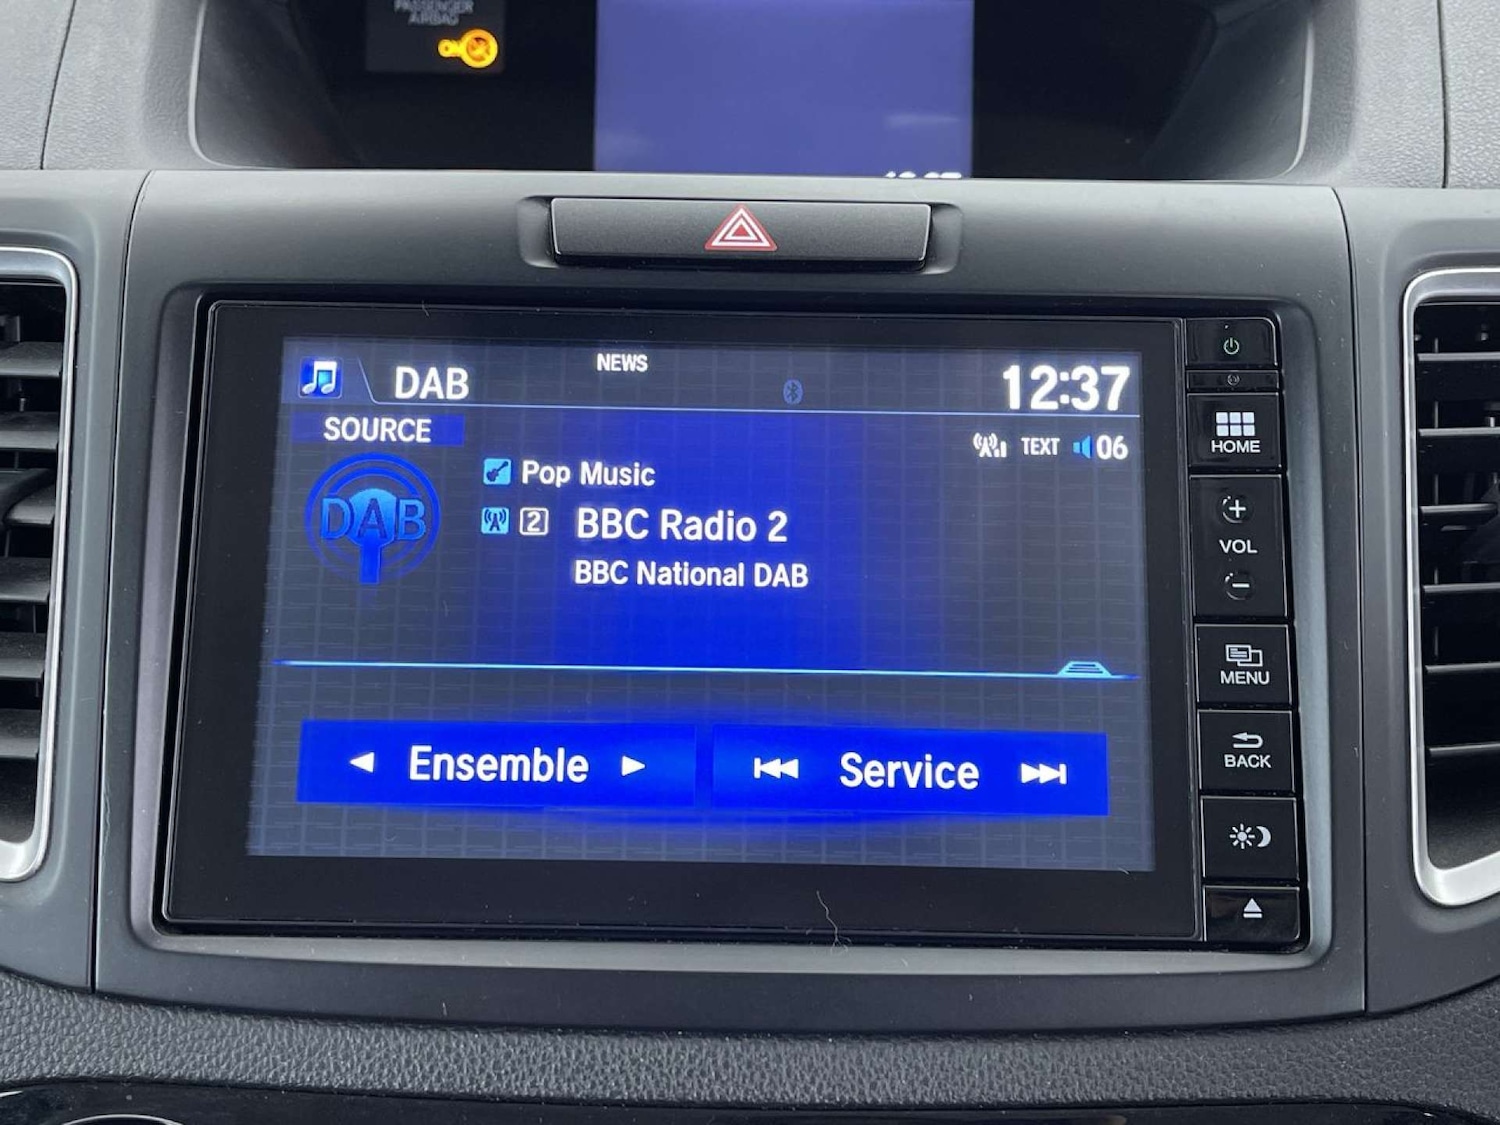 PASSENGER
AIRBAG
DAB
NEWS
12:37
SOURCE
TEXT 06
HOME
DAB
Pop Music
2 BBC Radio 2
BBC National DAB
VOL
MENU
Ensemble
Service
BACK